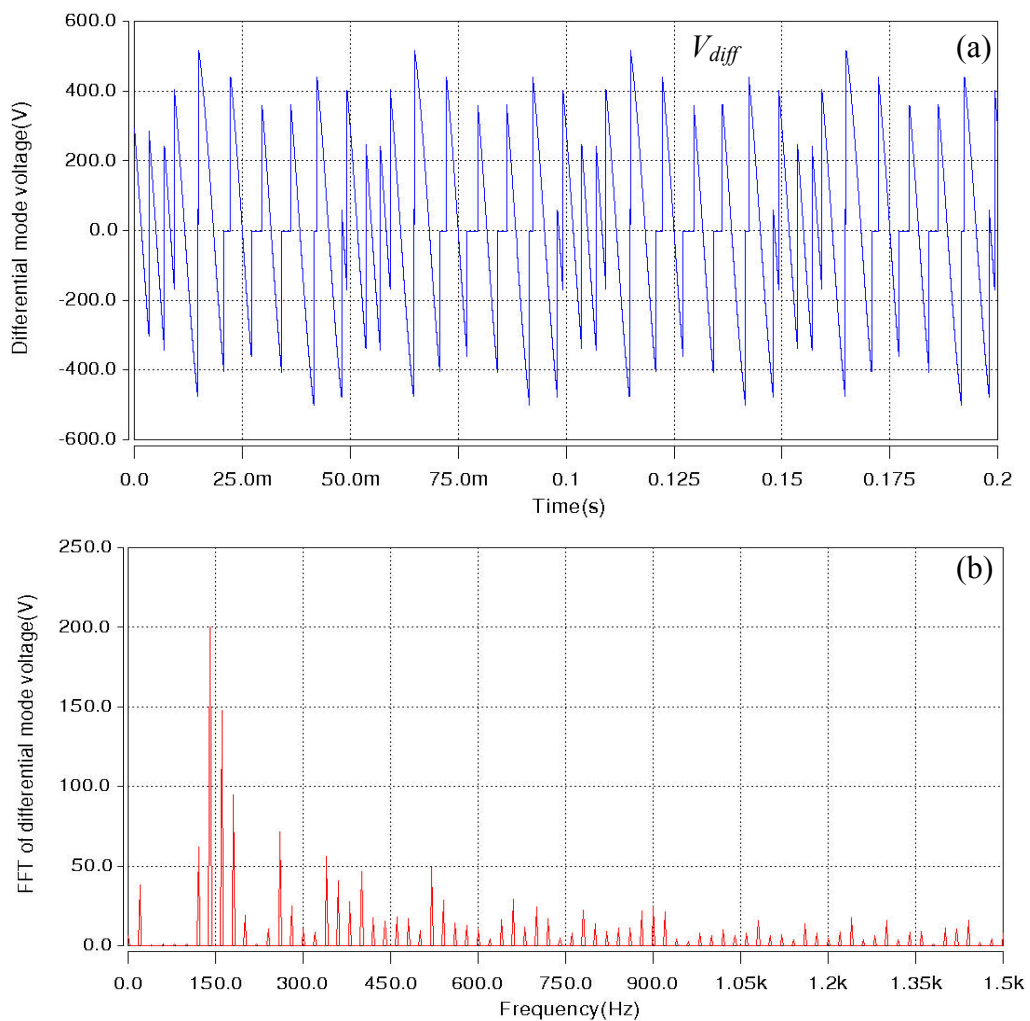 600.0
400.0
200.0
0.0
-200.0
-400.0
-600.0
Differential mode voltage(V)
V_diff
(a)
0.0 25.0m 50.0m 75.0m 0.1 0.125 0.15 0.175 0.2
Time(s)
250.0
200.0
150.0
100.0
50.0
0.0
FFT of differential mode voltage(V)
(b)
0.0 150.0 300.0 450.0 600.0 750.0 900.0 1.05k 1.2k 1.35k 1.5k
Frequency(Hz)